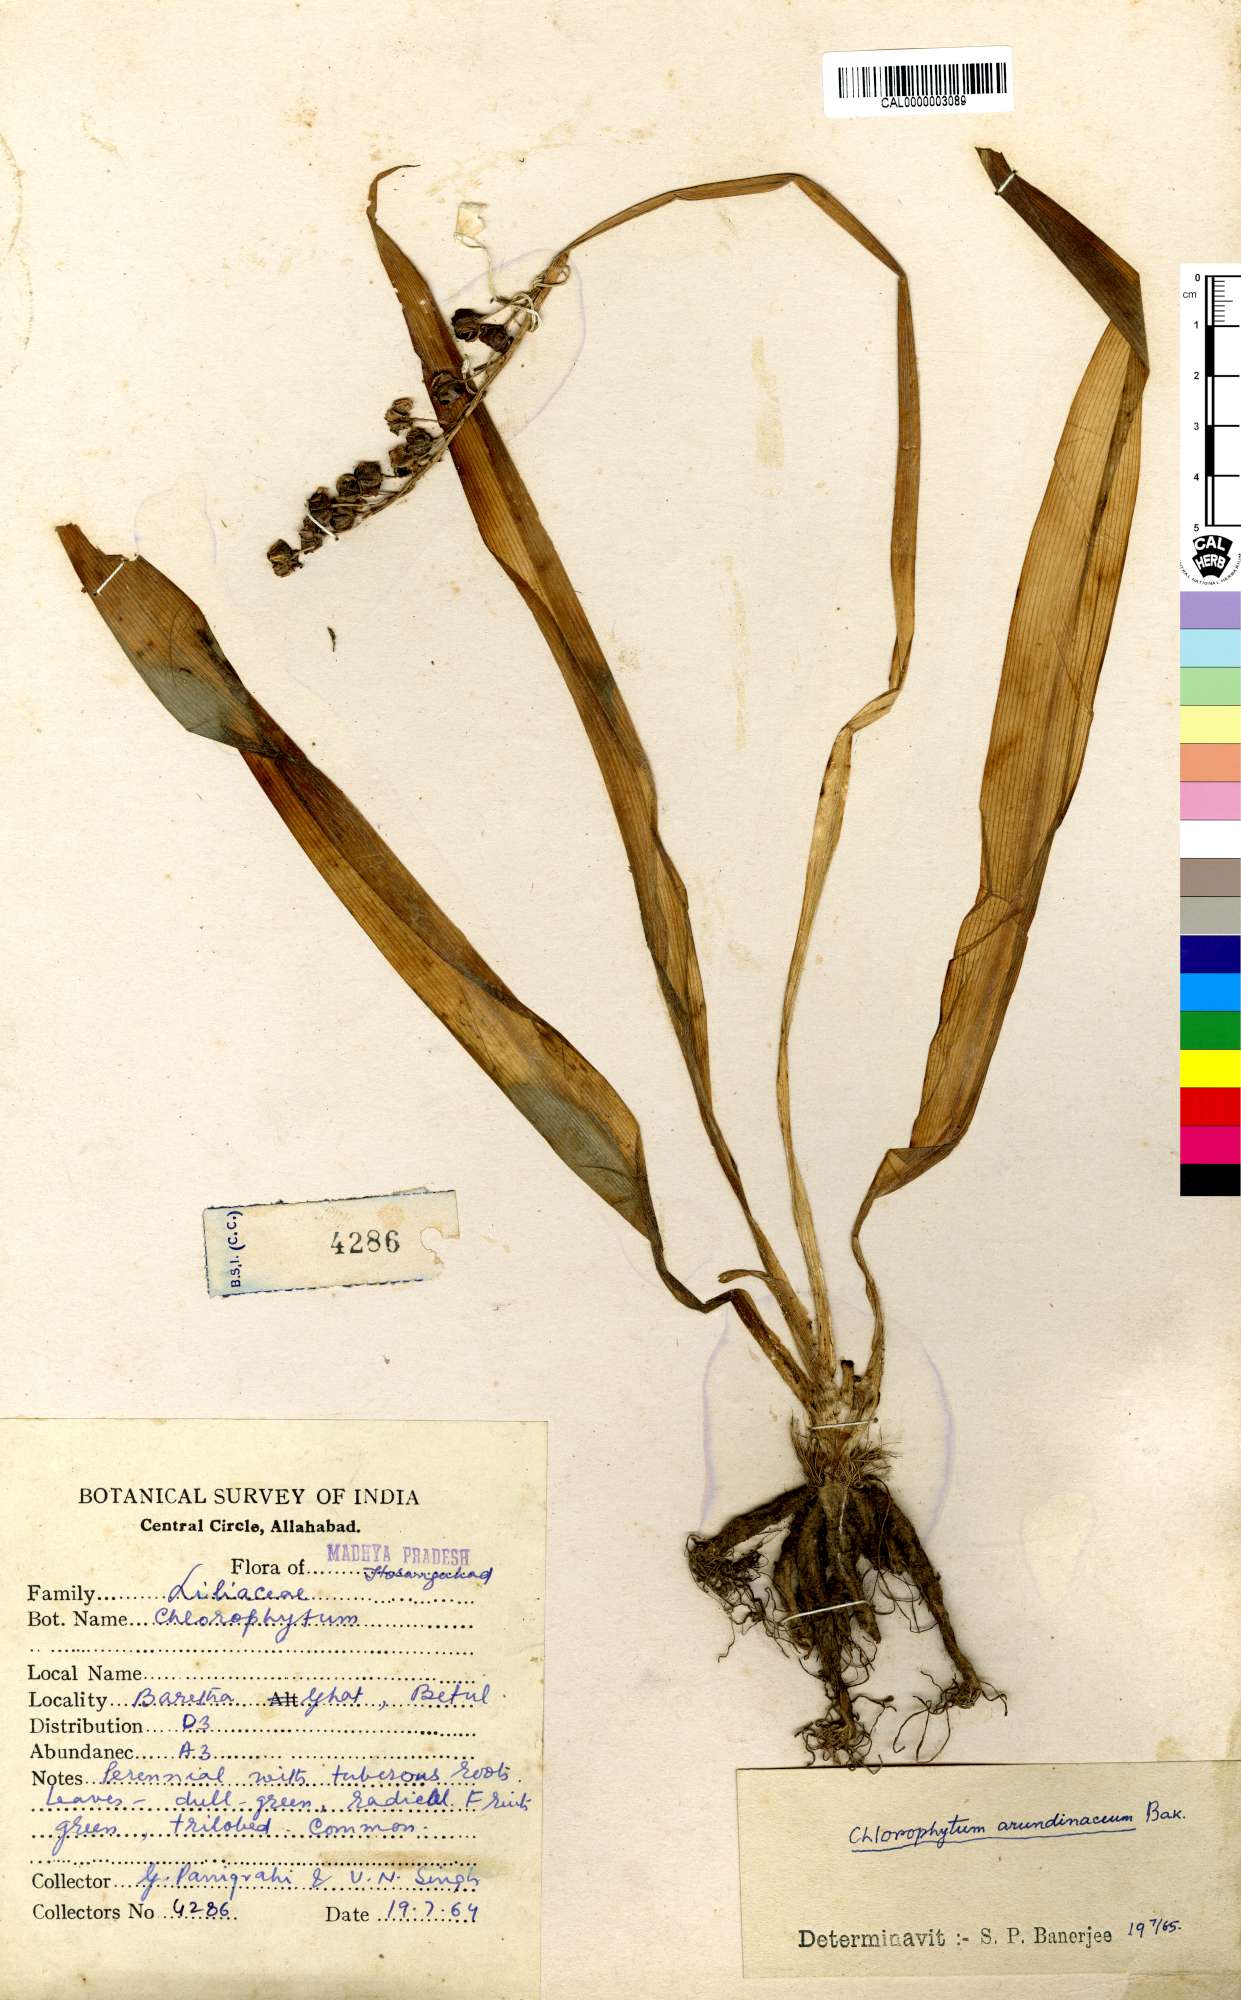 CAL0000003089
0
cm
1
2
3
4
5
CAL
HERB
B.S.I. (C.C.)
4286
BOTANICAL SURVEY OF INDIA
Central Circle, Allahabad.
Flora of MADHYA PRADESH
Hosangabad
Family Liliaceae
Bot. Name Chlorophytum
Local Name
Locality Baretha Alt Ghat, Betul.
Distribution D3
Abundanec A3
Notes Perennial with tuberous roots.
Leaves - dull-green, radical. Fruits
green, trilobed - Common.
Collector G. Panigrahi & V. N. Singh
Collectors No 4286 Date 19.7.64
Chlorophytum arundinaceum Bak.
Determinavit :- S. P. Banerjee 19/7/65.